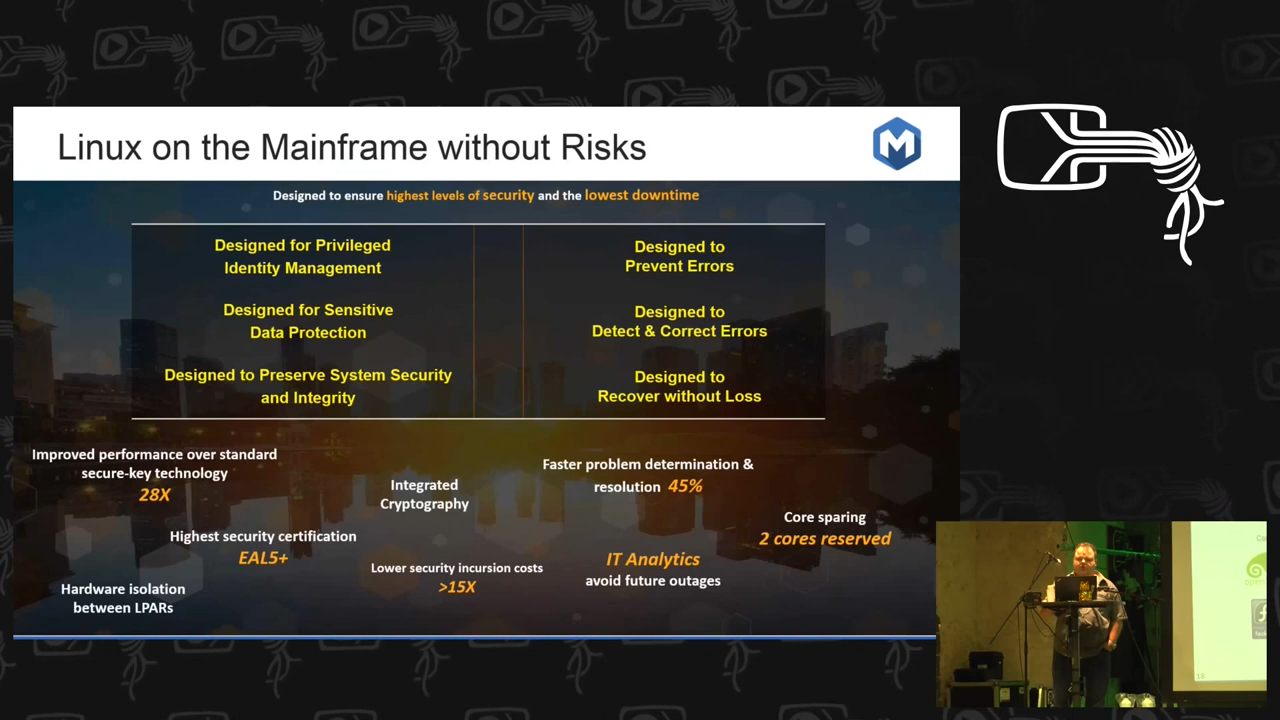 Linux on the Mainframe without Risks
M
Designed to ensure highest levels of security and the lowest downtime
Designed for Privileged
Identity Management
Designed for Sensitive
Data Protection
Designed to Preserve System Security
and Integrity
Designed to
Prevent Errors
Designed to
Detect & Correct Errors
Designed to
Recover without Loss
Improved performance over standard
secure-key technology
28X
Highest security certification
EAL5+
Hardware isolation
between LPARs
Integrated
Cryptography
Lower security incursion costs
>15X
Faster problem determination &
resolution 45%
IT Analytics
avoid future outages
Core sparing
2 cores reserved
18